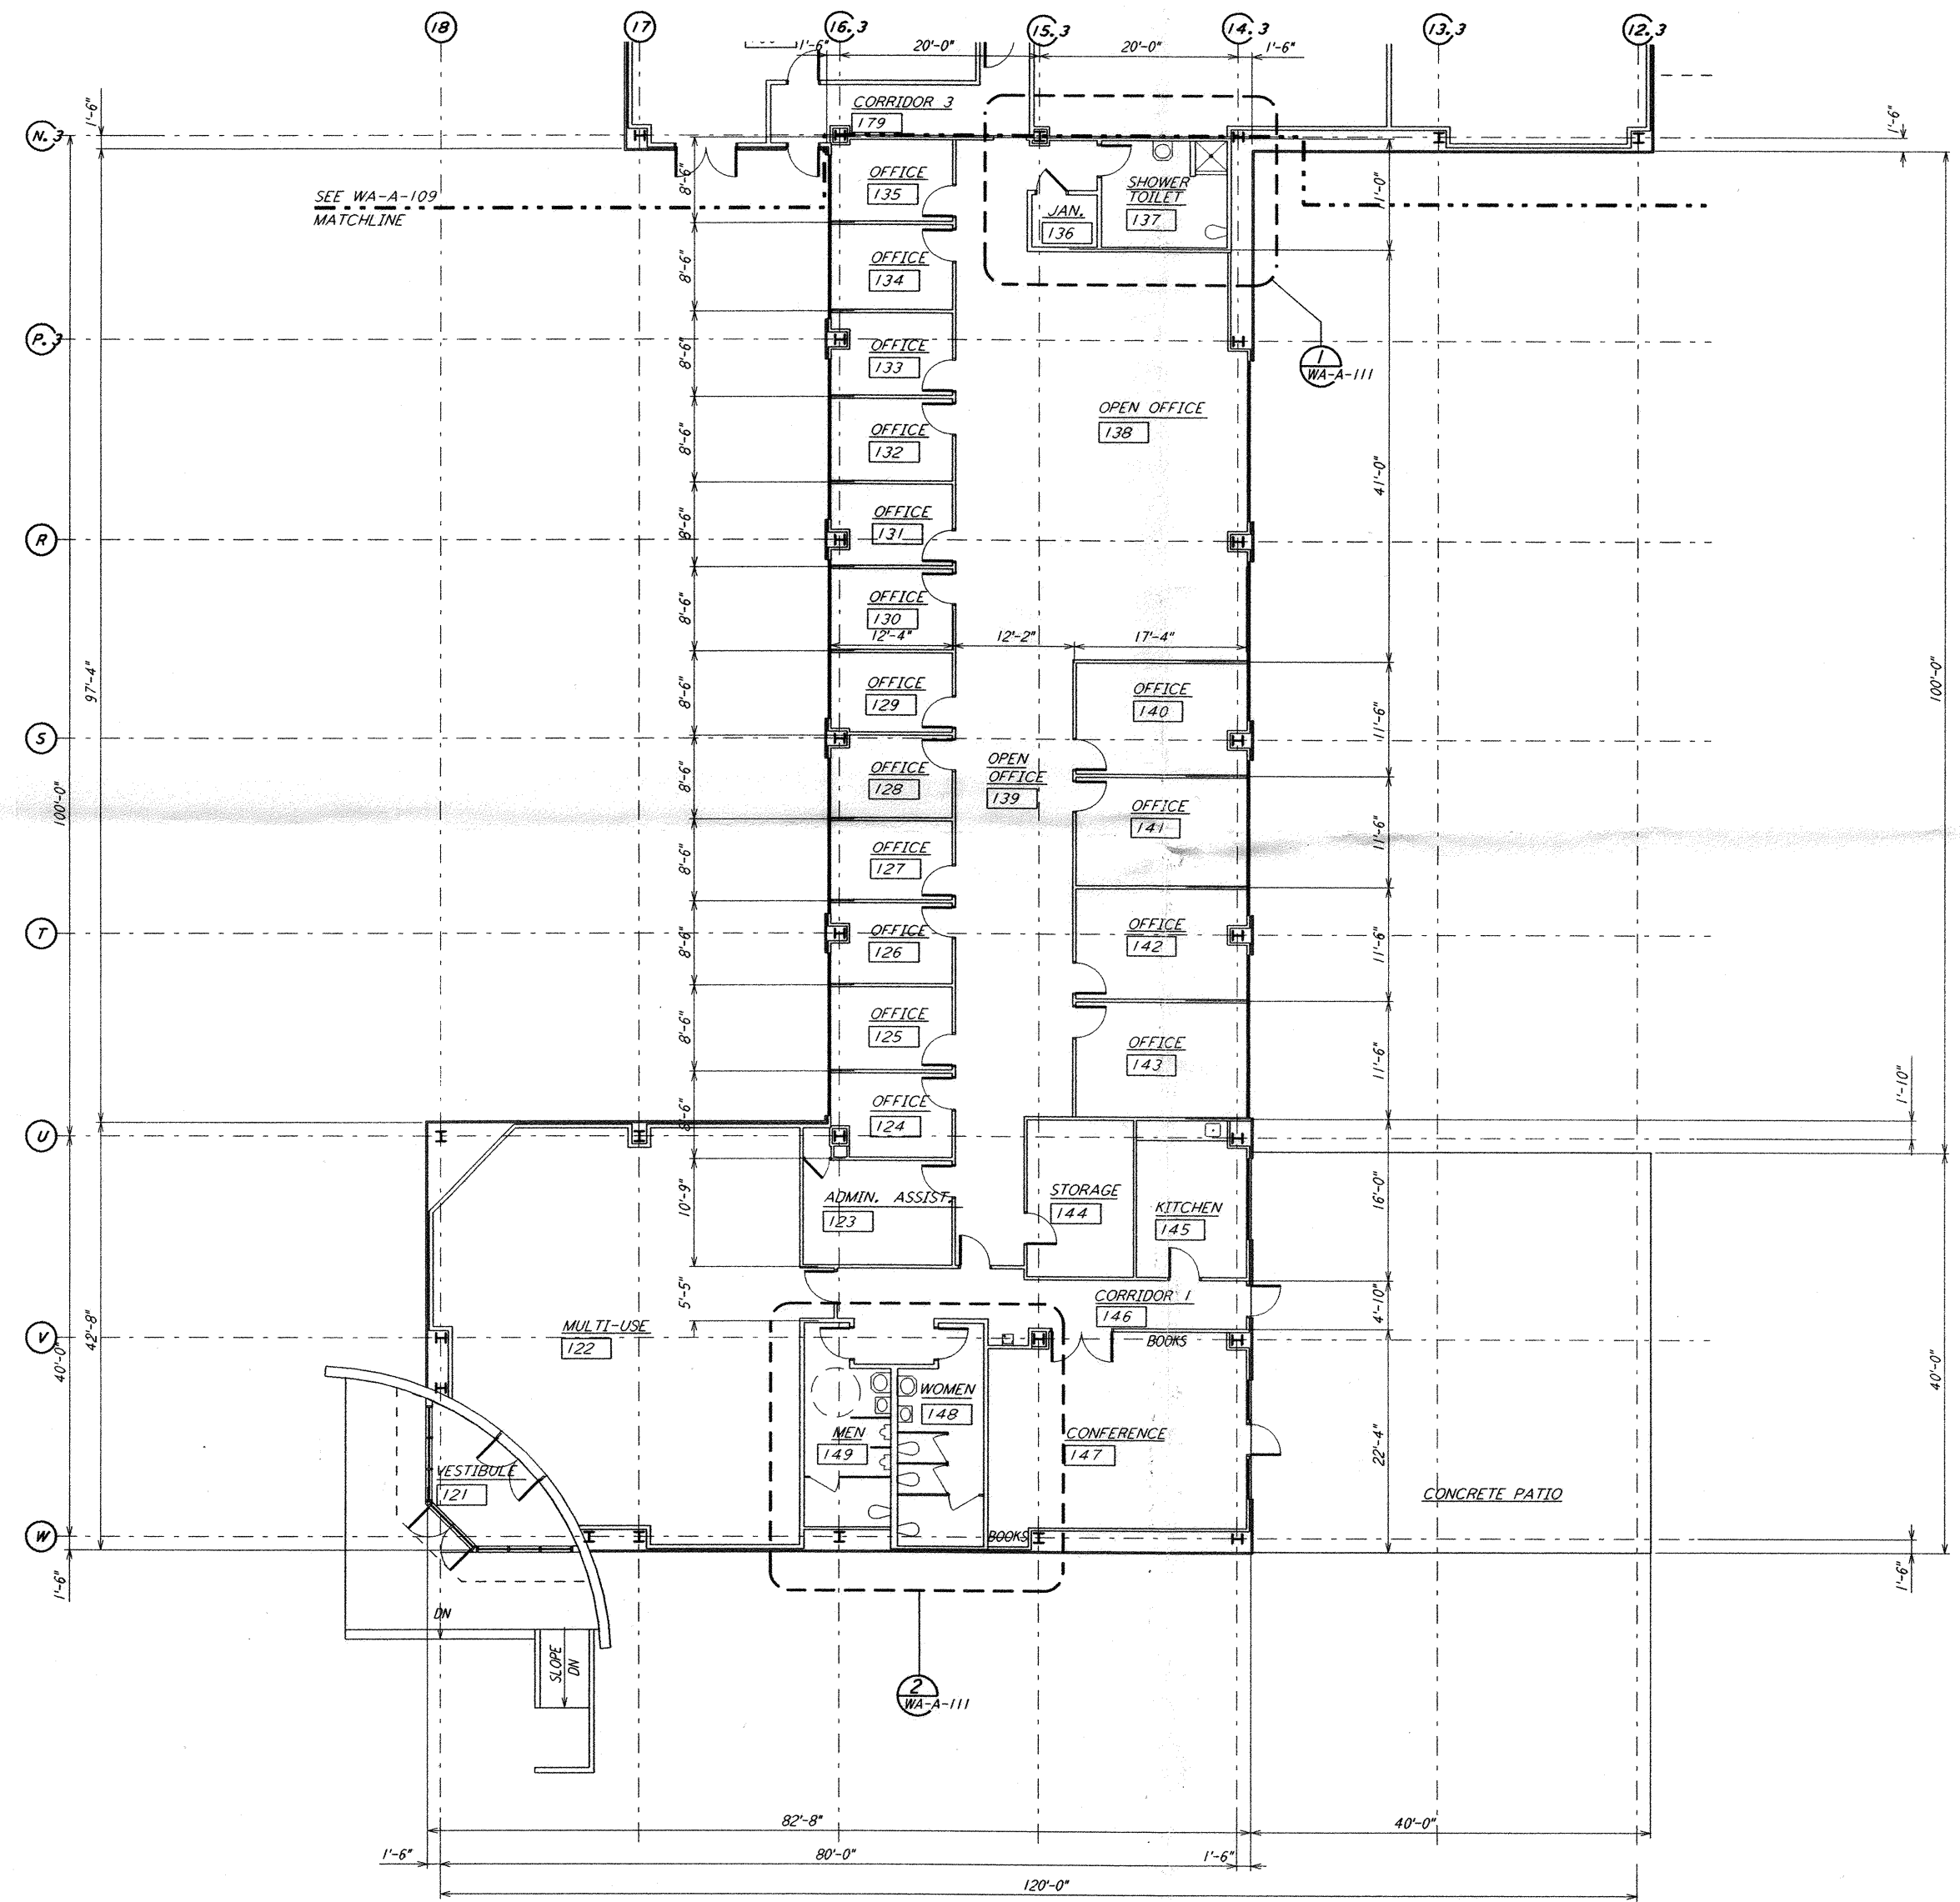 18
17
16.3
15.3
14.3
13.3
12.3
1'-6"
20'-0"
20'-0"
1'-6"
N.3
P.3
R
S
T
U
V
W
1'-6"
97'-4"
100'-0"
42'-8"
40'-0"
1'-6"
SEE WA-A-109
MATCHLINE
CORRIDOR 3
179
8'-6"
8'-6"
8'-6"
8'-6"
8'-6"
8'-6"
8'-6"
8'-6"
8'-6"
8'-6"
8'-6"
8'-6"
10'-9"
5'-5"
OFFICE
135
OFFICE
134
OFFICE
133
OFFICE
132
OFFICE
131
OFFICE
130
12'-4"
12'-2"
17'-4"
OFFICE
129
OFFICE
128
OFFICE
127
OFFICE
126
OFFICE
125
OFFICE
124
ADMIN. ASSIST.
123
JAN.
136
SHOWER
TOILET
137
1
WA-A-111
OPEN OFFICE
138
OPEN
OFFICE
139
OFFICE
140
OFFICE
141
OFFICE
142
OFFICE
143
STORAGE
144
KITCHEN
145
CORRIDOR 1
146
BOOKS
CONFERENCE
147
BOOKS
WOMEN
148
MEN
149
MULTI-USE
122
VESTIBULE
121
DN
SLOPE
DN
2
WA-A-111
CONCRETE PATIO
11'-0"
41'-0"
11'-6"
11'-6"
11'-6"
11'-6"
16'-0"
4'-10"
22'-4"
1'-6"
100'-0"
1'-10"
40'-0"
1'-6"
82'-8"
40'-0"
1'-6"
80'-0"
1'-6"
120'-0"